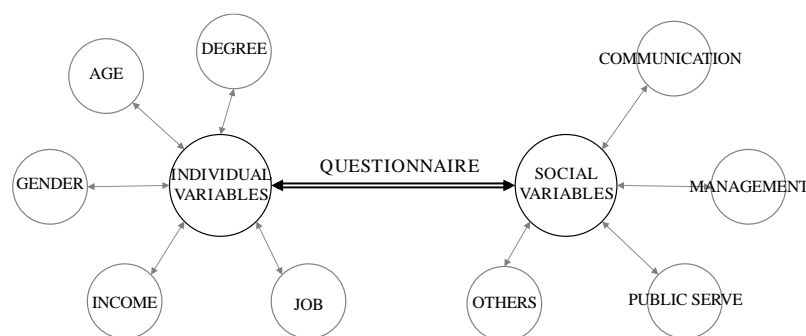 DEGREE
COMMUNICATION
AGE
QUESTIONNAIRE
INDIVIDUAL
VARIABLES
SOCIAL
VARIABLES
GENDER
MANAGEMENT
INCOME
JOB
OTHERS
PUBLIC SERVE